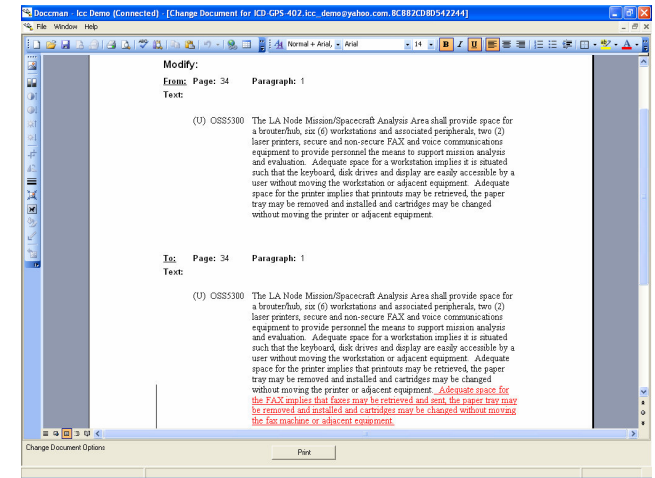 Doccman - Icc Demo (Connected) - [Change Document for ICD-GPS-402.icc_demo@yahoo.com.8C882CD8D542244]
File Window Help
Normal + Arial, Arial 14 B I U
Modify:
From: Page: 34 Paragraph: 1
Text:
(U) OSS5300 The LA Node Mission/Spacecraft Analysis Area shall provide space for
a brouter/hub, six (6) workstations and associated peripherals, two (2)
laser printers, secure and non-secure FAX and voice communications
equipment to provide personnel the means to support mission analysis
and evaluation. Adequate space for a workstation implies it is situated
such that the keyboard, disk drives and display are easily accessible by a
user without moving the workstation or adjacent equipment. Adequate
space for the printer implies that printouts may be retrieved, the paper
tray may be removed and installed and cartridges may be changed
without moving the printer or adjacent equipment.
To: Page: 34 Paragraph: 1
Text:
(U) OSS5300 The LA Node Mission/Spacecraft Analysis Area shall provide space for
a brouter/hub, six (6) workstations and associated peripherals, two (2)
laser printers, secure and non-secure FAX and voice communications
equipment to provide personnel the means to support mission analysis
and evaluation. Adequate space for a workstation implies it is situated
such that the keyboard, disk drives and display are easily accessible by a
user without moving the workstation or adjacent equipment. Adequate
space for the printer implies that printouts may be retrieved, the paper
tray may be removed and installed and cartridges may be changed
without moving the printer or adjacent equipment. Adequate space for
the FAX implies that faxes may be retrieved and sent, the paper tray may
be removed and installed and cartridges may be changed without moving
the fax machine or adjacent equipment.
Change Document Options
Print